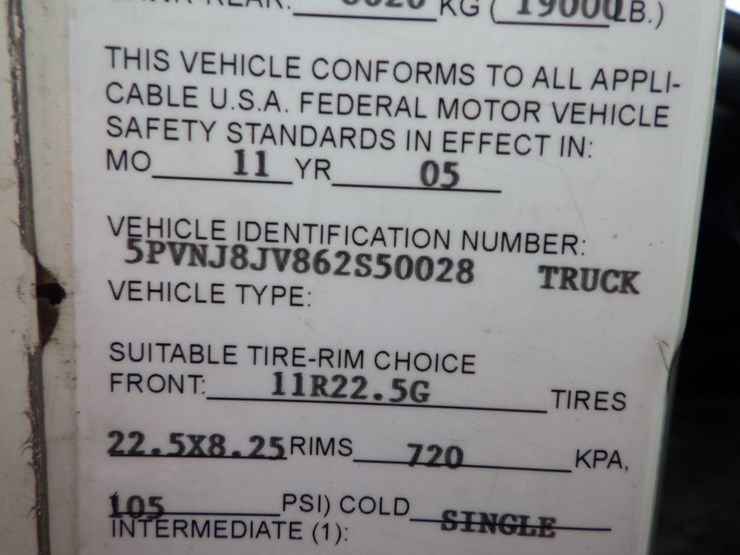 KG ( 19000LB.)
THIS VEHICLE CONFORMS TO ALL APPLI-
CABLE U.S.A. FEDERAL MOTOR VEHICLE
SAFETY STANDARDS IN EFFECT IN:
MO 11 YR 05
VEHICLE IDENTIFICATION NUMBER:
5PVNJ8JV862S50028 TRUCK
VEHICLE TYPE:
SUITABLE TIRE-RIM CHOICE
FRONT: 11R22.5G TIRES
22.5X8.25 RIMS 720 KPA,
105 PSI) COLD SINGLE
INTERMEDIATE (1):